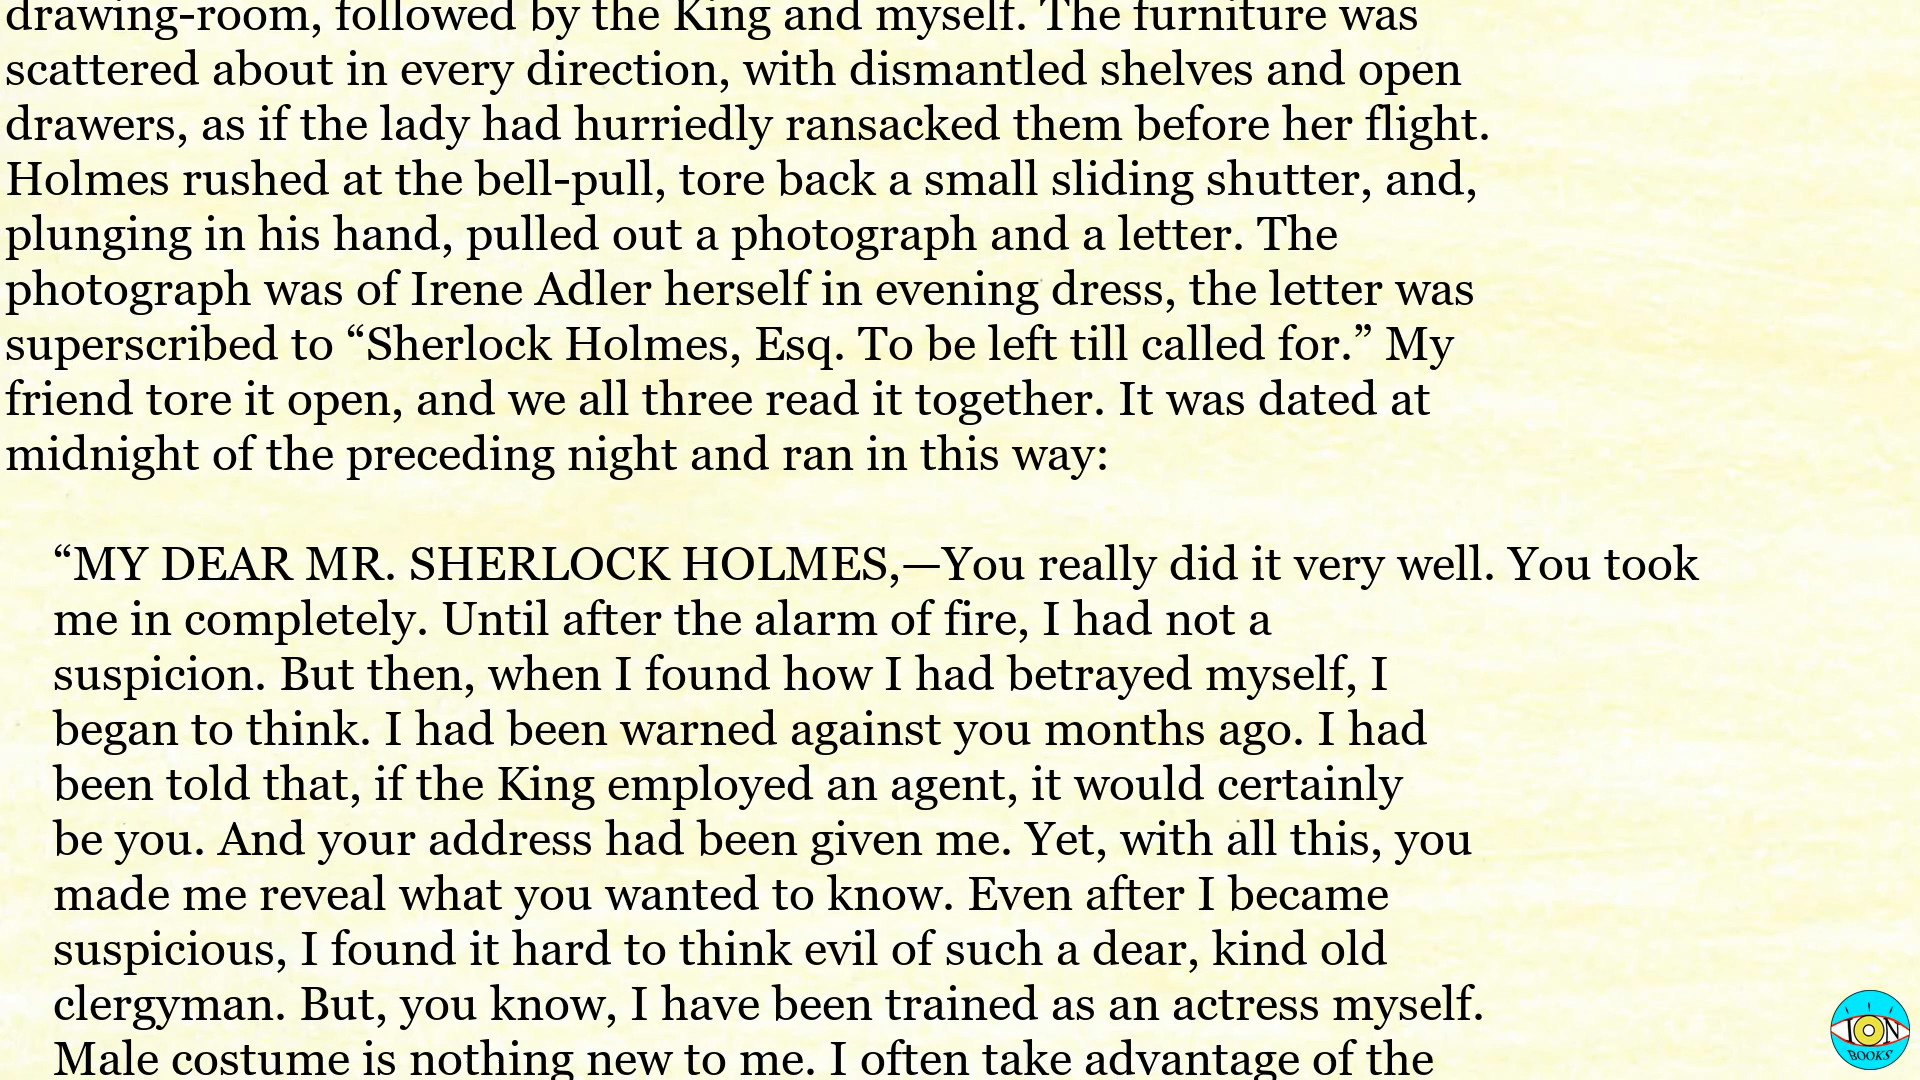 drawing-room, followed by the King and myself. The furniture was
scattered about in every direction, with dismantled shelves and open
drawers, as if the lady had hurriedly ransacked them before her flight.
Holmes rushed at the bell-pull, tore back a small sliding shutter, and,
plunging in his hand, pulled out a photograph and a letter. The
photograph was of Irene Adler herself in evening dress, the letter was
superscribed to “Sherlock Holmes, Esq. To be left till called for.” My
friend tore it open, and we all three read it together. It was dated at
midnight of the preceding night and ran in this way:
“MY DEAR MR. SHERLOCK HOLMES,—You really did it very well. You took
me in completely. Until after the alarm of fire, I had not a
suspicion. But then, when I found how I had betrayed myself, I
began to think. I had been warned against you months ago. I had
been told that, if the King employed an agent, it would certainly
be you. And your address had been given me. Yet, with all this, you
made me reveal what you wanted to know. Even after I became
suspicious, I found it hard to think evil of such a dear, kind old
clergyman. But, you know, I have been trained as an actress myself.
Male costume is nothing new to me. I often take advantage of the
ION
BOOKS